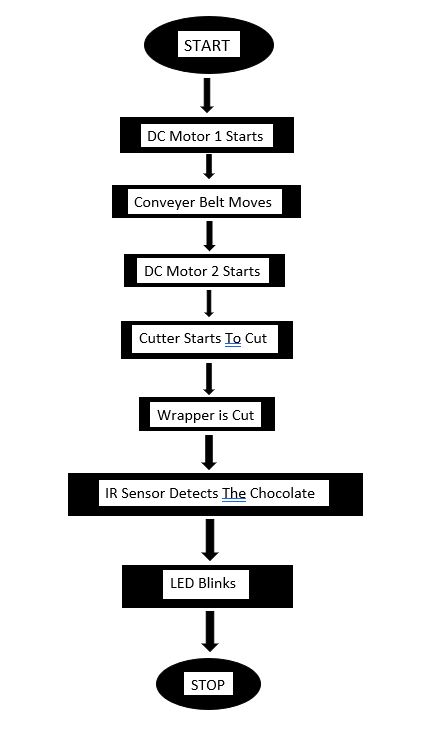 START
DC Motor 1 Starts
Conveyer Belt Moves
DC Motor 2 Starts
Cutter Starts To Cut
Wrapper is Cut
IR Sensor Detects The Chocolate
LED Blinks
STOP